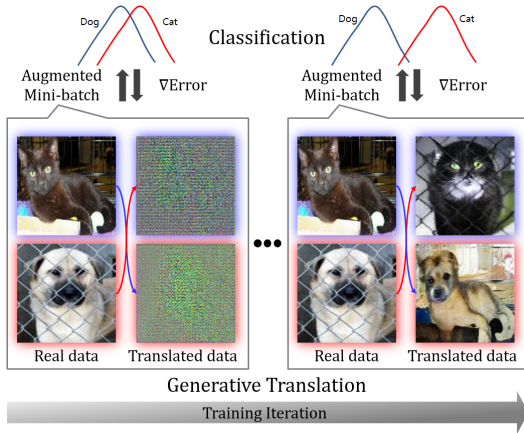 Dog
Cat
Classification
Dog
Cat
Augmented
Mini-batch
∇Error
Augmented
Mini-batch
∇Error
Real data
Translated data
Real data
Translated data
Generative Translation
Training Iteration